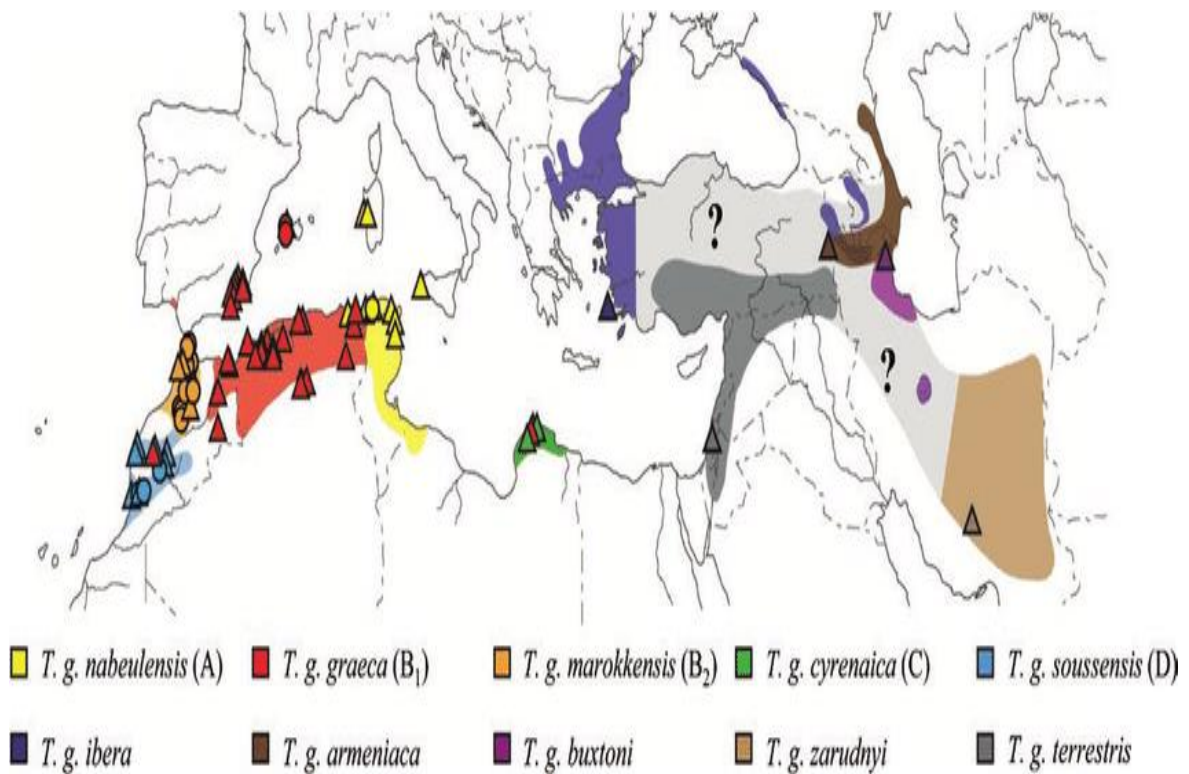 ?
?
T. g. nabeulensis (A) T. g. graeca (B₁) T. g. marokkensis (B₂) T. g. cyrenaica (C) T. g. soussensis (D)
T. g. ibera T. g. armeniaca T. g. buxtoni T. g. zarudnyi T. g. terrestris